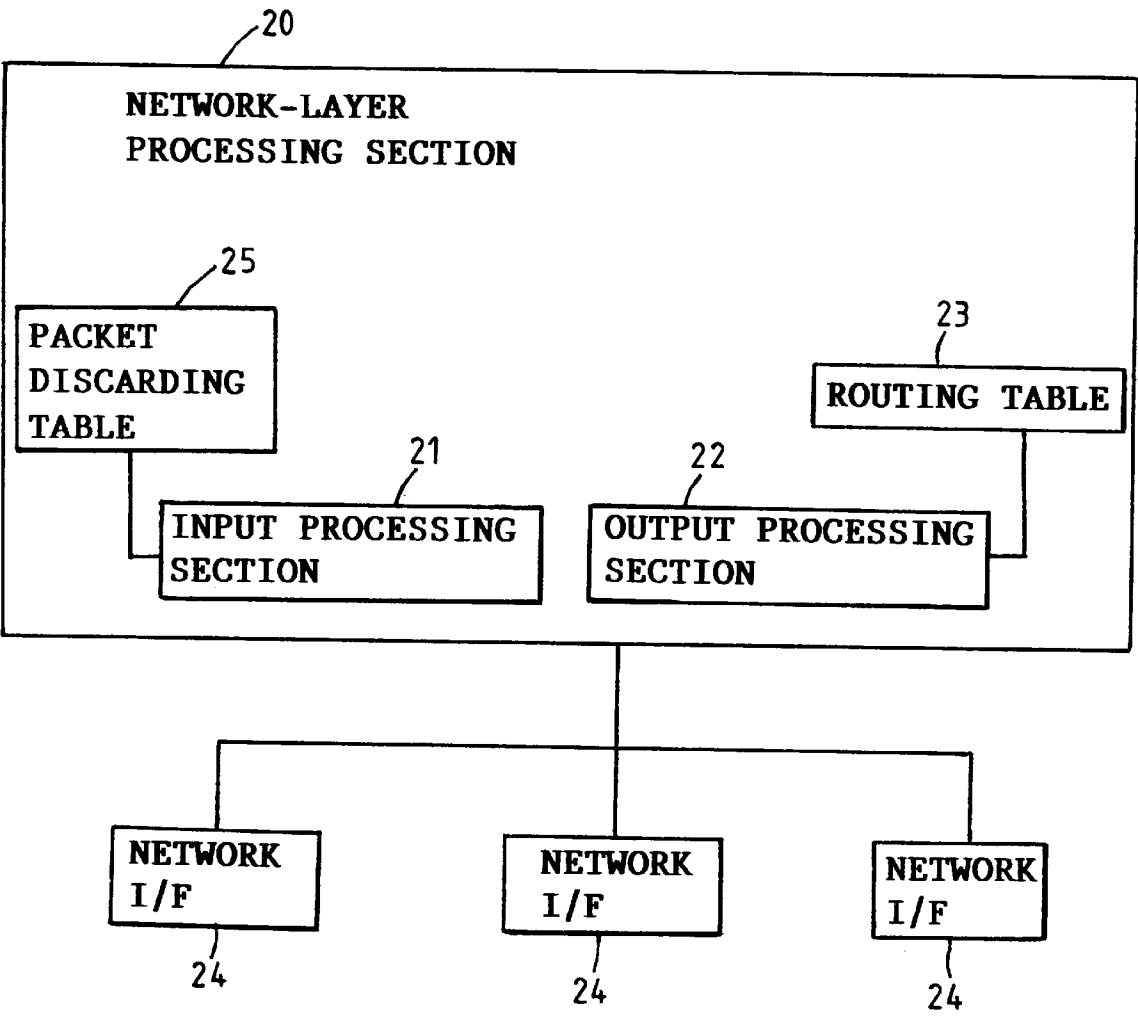 20
NETWORK-LAYER
PROCESSING SECTION
25
PACKET
DISCARDING
TABLE
23
ROUTING TABLE
21
INPUT PROCESSING
SECTION
22
OUTPUT PROCESSING
SECTION
NETWORK
I/F
24
NETWORK
I/F
24
NETWORK
I/F
24